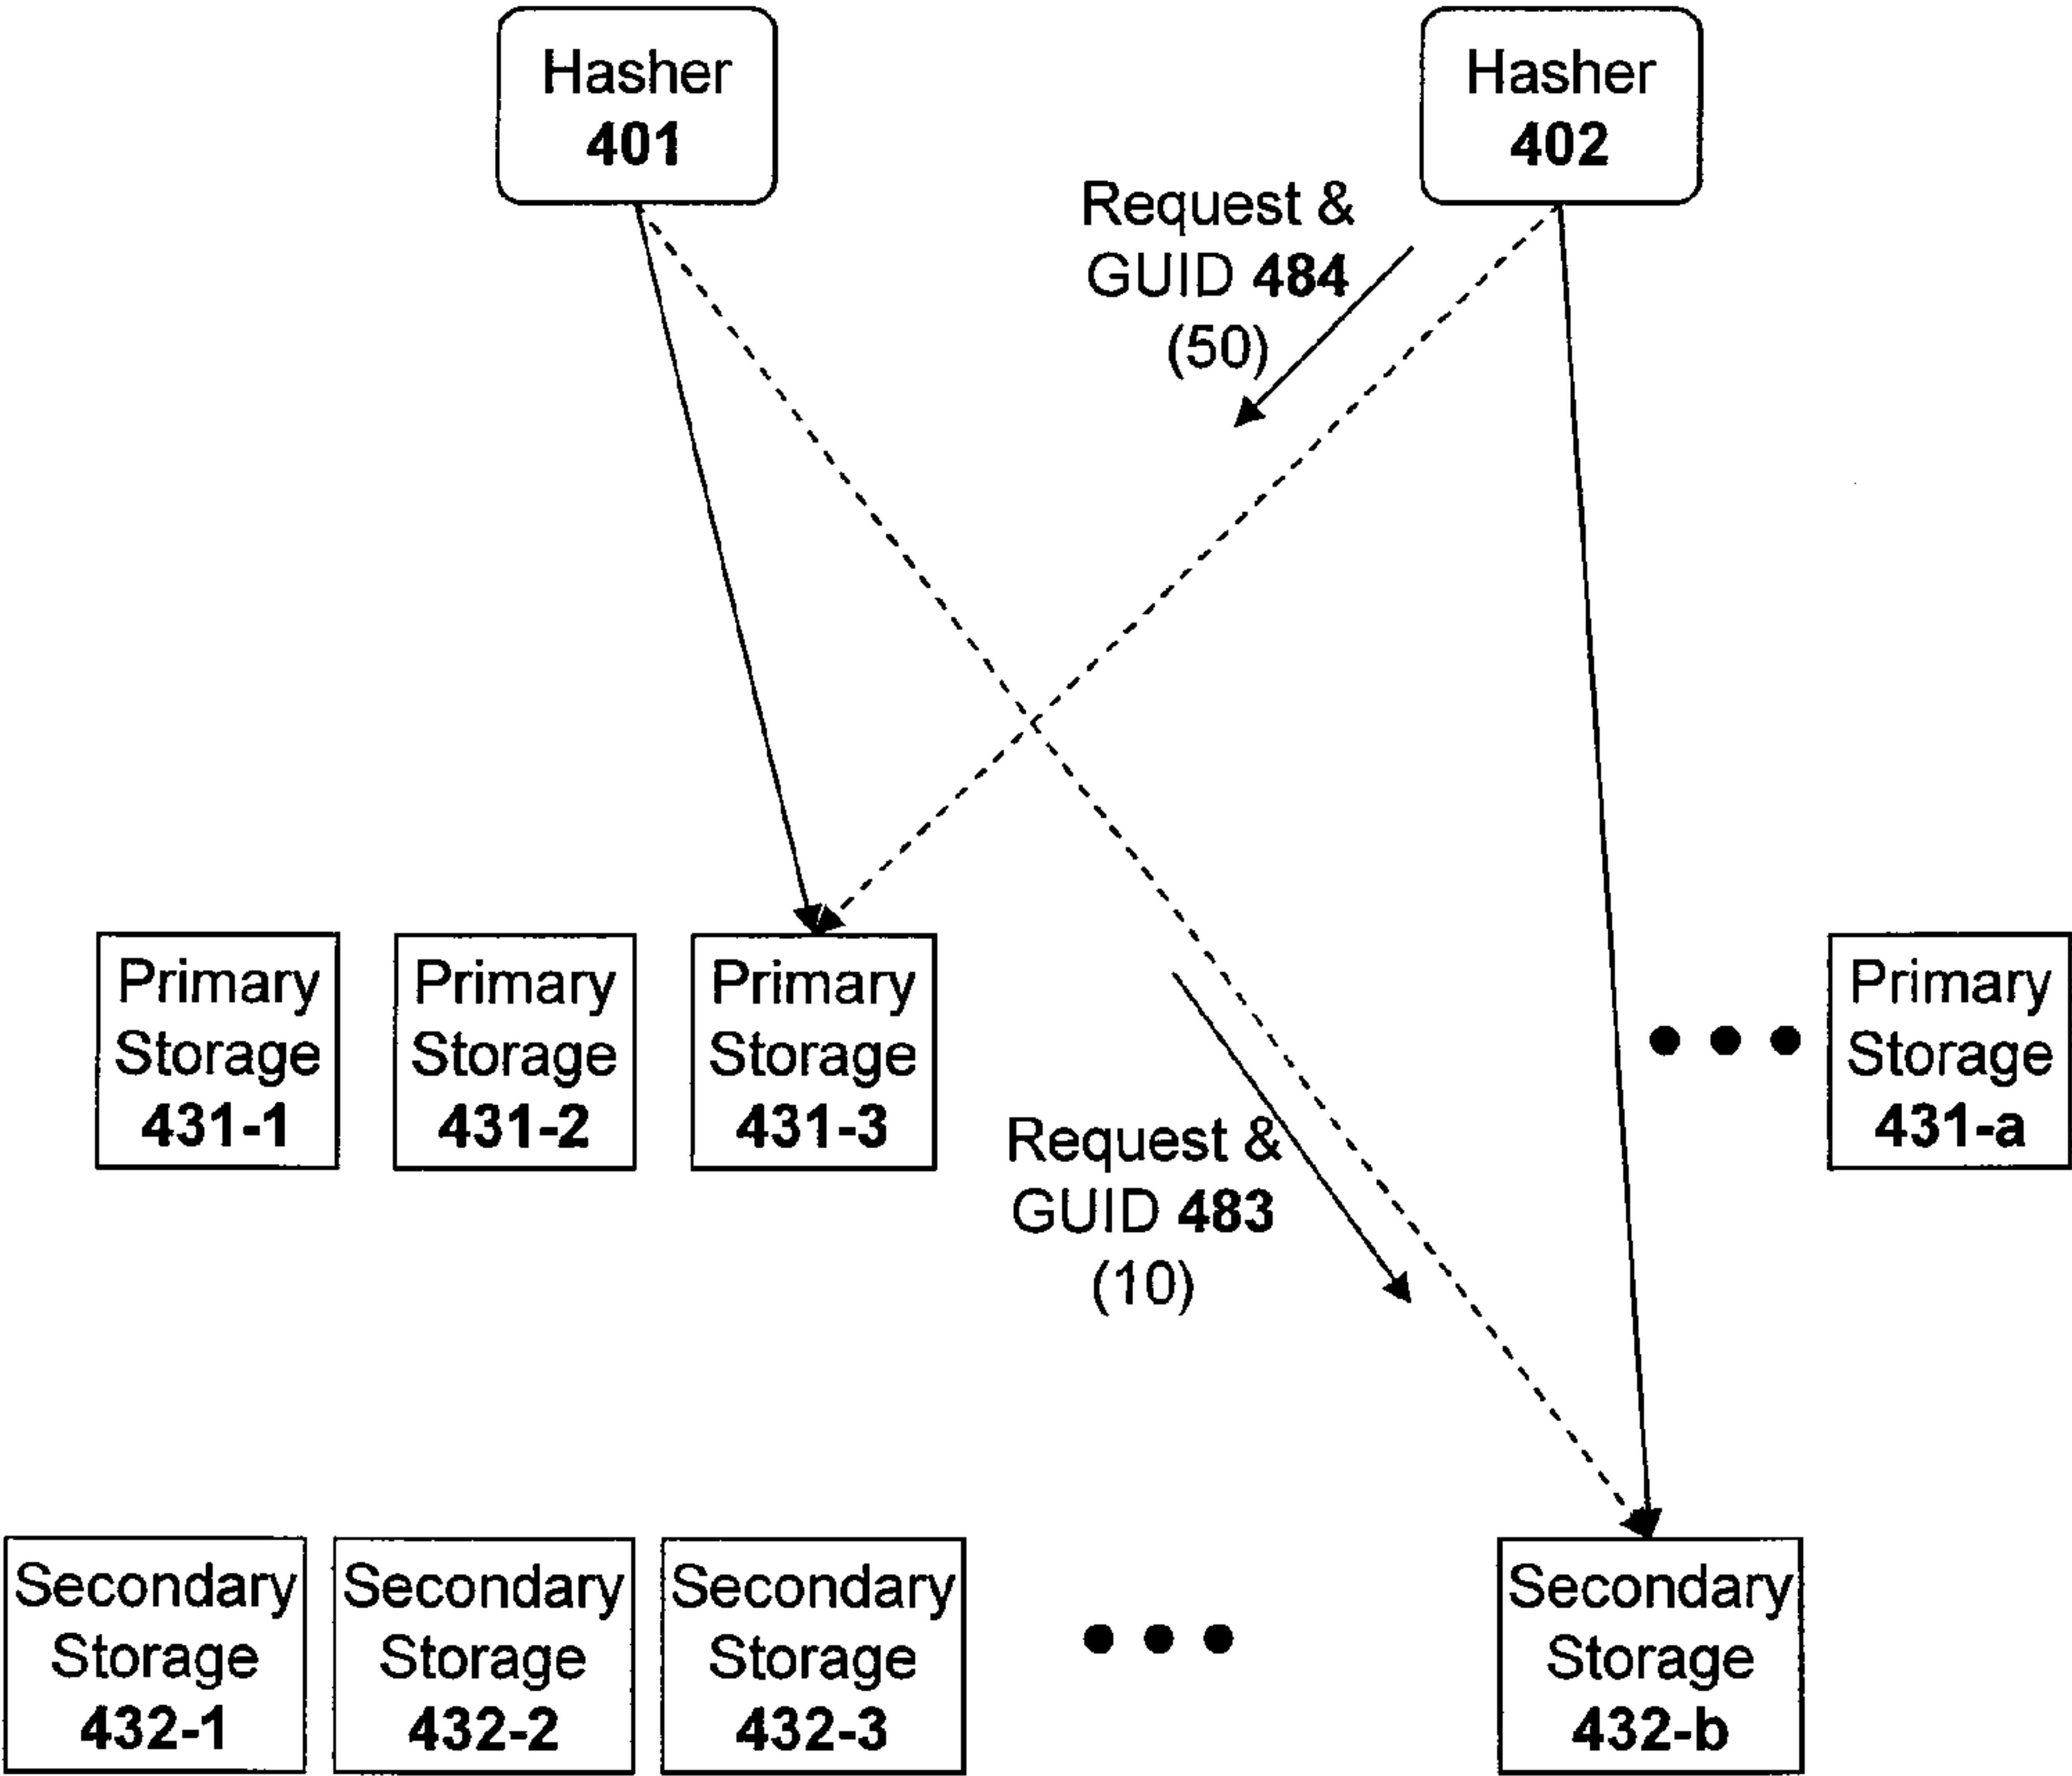 Hasher
401
Hasher
402
Request &
GUID 484
(50)
Primary
Storage
431-1
Primary
Storage
431-2
Primary
Storage
431-3
Primary
Storage
431-a
Request &
GUID 483
(10)
Secondary
Storage
432-1
Secondary
Storage
432-2
Secondary
Storage
432-3
Secondary
Storage
432-b